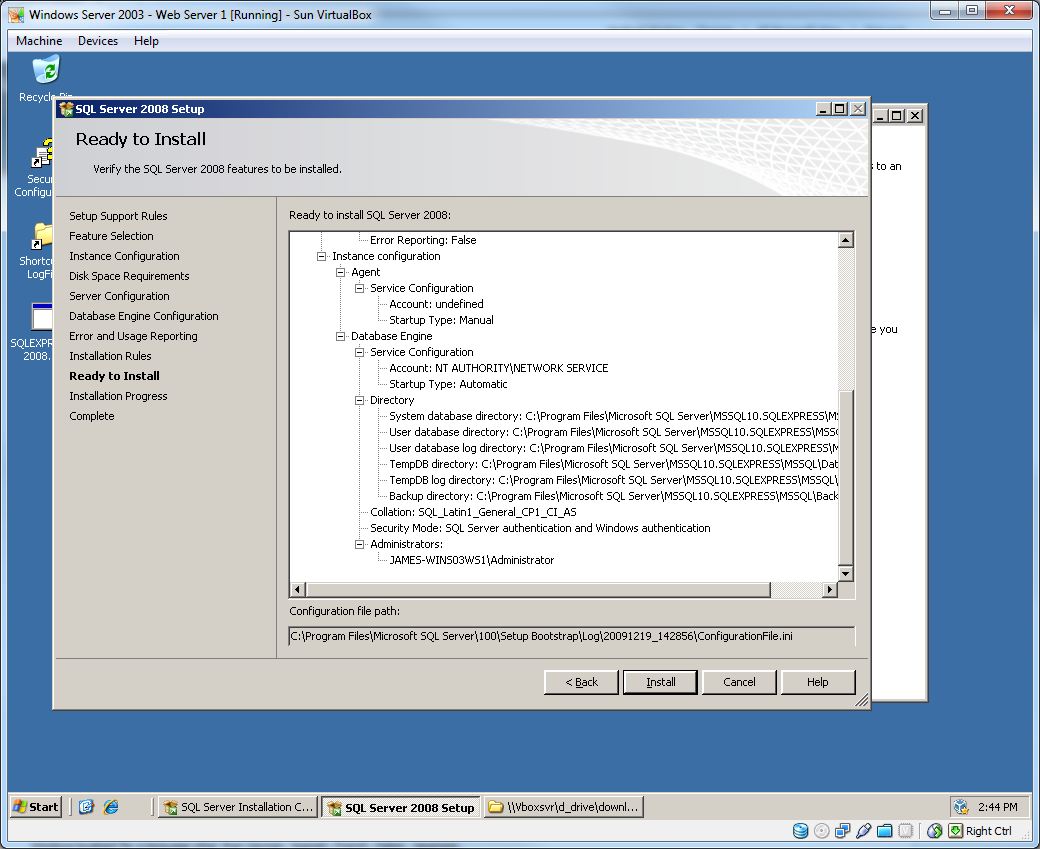 Windows Server 2003 - Web Server 1 [Running] - Sun VirtualBox
Machine Devices Help
Recycle
SQL Server 2008 Setup
Ready to Install
Verify the SQL Server 2008 features to be installed.
to an
Secu
Configu
Shortc
LogFi
SQLEXPR
2008.
e you
Setup Support Rules
Feature Selection
Instance Configuration
Disk Space Requirements
Server Configuration
Database Engine Configuration
Error and Usage Reporting
Installation Rules
Ready to Install
Installation Progress
Complete
Ready to install SQL Server 2008:
Error Reporting: False
Instance configuration
Agent
Service Configuration
Account: undefined
Startup Type: Manual
Database Engine
Service Configuration
Account: NT AUTHORITY\NETWORK SERVICE
Startup Type: Automatic
Directory
System database directory: C:\Program Files\Microsoft SQL Server\MSSQL10.SQLEXPRESS\MS
User database directory: C:\Program Files\Microsoft SQL Server\MSSQL10.SQLEXPRESS\MSSQ
User database log directory: C:\Program Files\Microsoft SQL Server\MSSQL10.SQLEXPRESS\M
TempDB directory: C:\Program Files\Microsoft SQL Server\MSSQL10.SQLEXPRESS\MSSQL\Dat
TempDB log directory: C:\Program Files\Microsoft SQL Server\MSSQL10.SQLEXPRESS\MSSQL\
Backup directory: C:\Program Files\Microsoft SQL Server\MSSQL10.SQLEXPRESS\MSSQL\Back
Collation: SQL_Latin1_General_CP1_CI_AS
Security Mode: SQL Server authentication and Windows authentication
Administrators:
JAMES-WINS03WS1\Administrator
Configuration file path:
C:\Program Files\Microsoft SQL Server\100\Setup Bootstrap\Log\20091219_142856\ConfigurationFile.ini
< Back Install Cancel Help
Start SQL Server Installation C... SQL Server 2008 Setup \\Vboxsvr\d_drive\downl... 2:44 PM
Right Ctrl